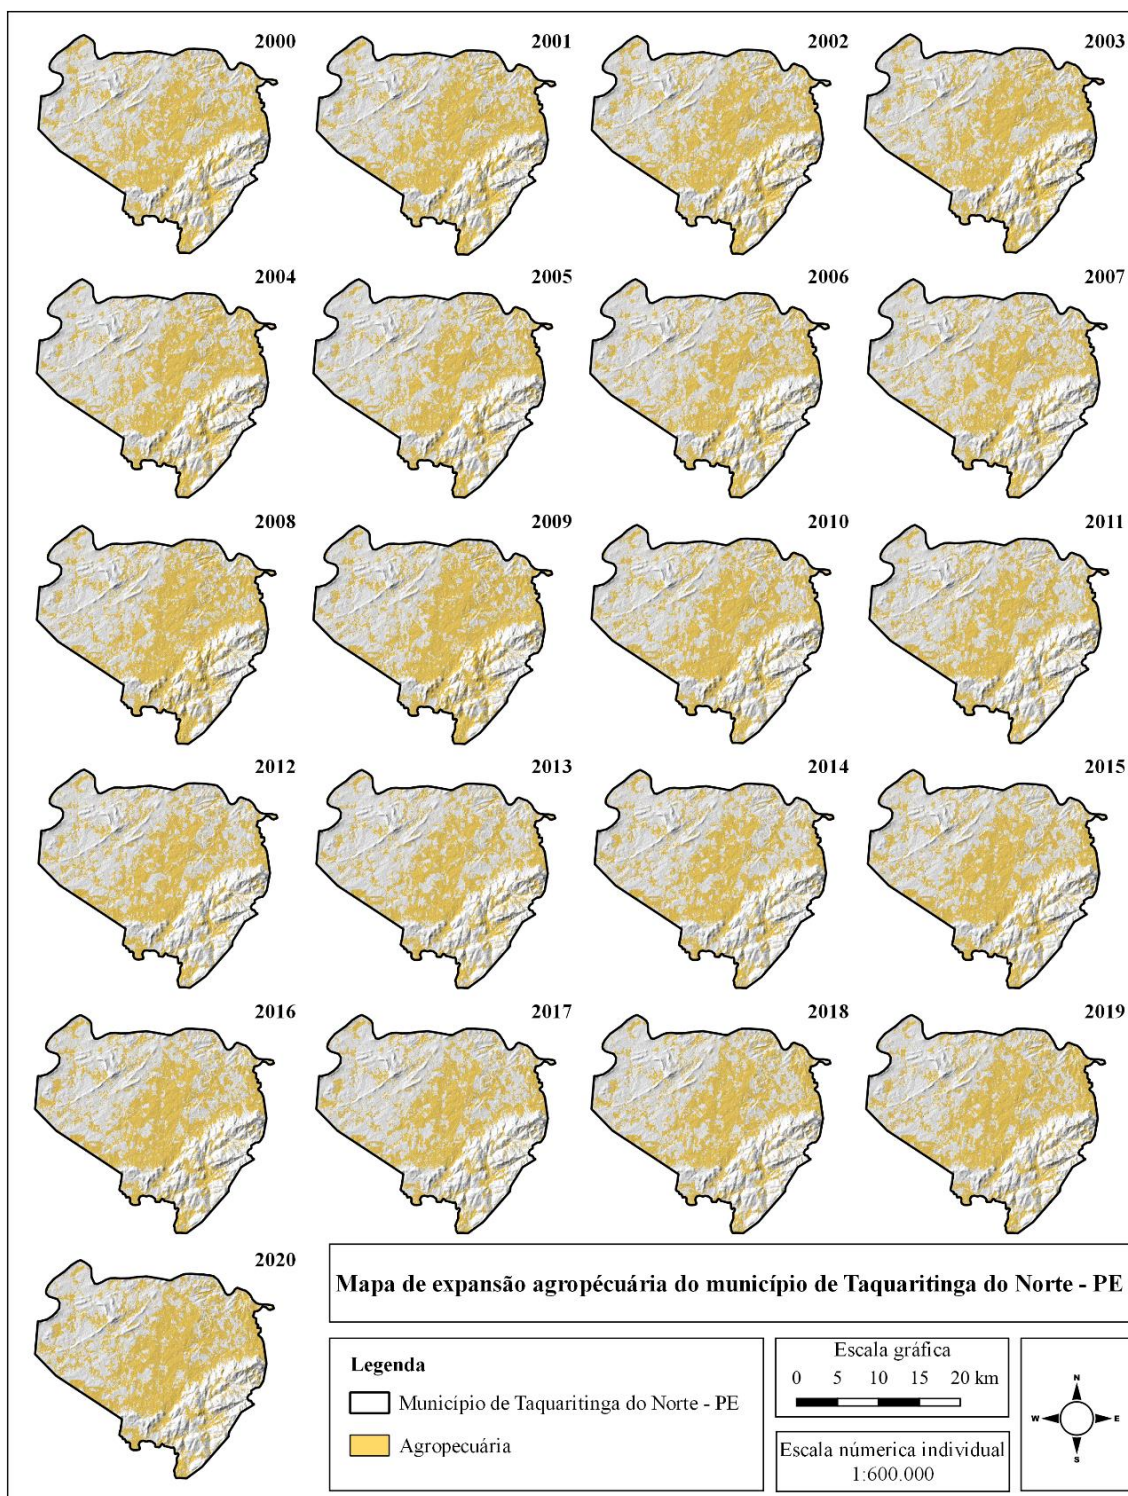 2000
2001
2002
2003
2004
2005
2006
2007
2008
2009
2010
2011
2012
2013
2014
2015
2016
2017
2018
2019
2020
Mapa de expansão agropécuária do município de Taquaritinga do Norte - PE
Legenda
Município de Taquaritinga do Norte - PE
Agropecuária
Escala gráfica
0 5 10 15 20 km
Escala númerica individual
1:600.000
N
W E
S